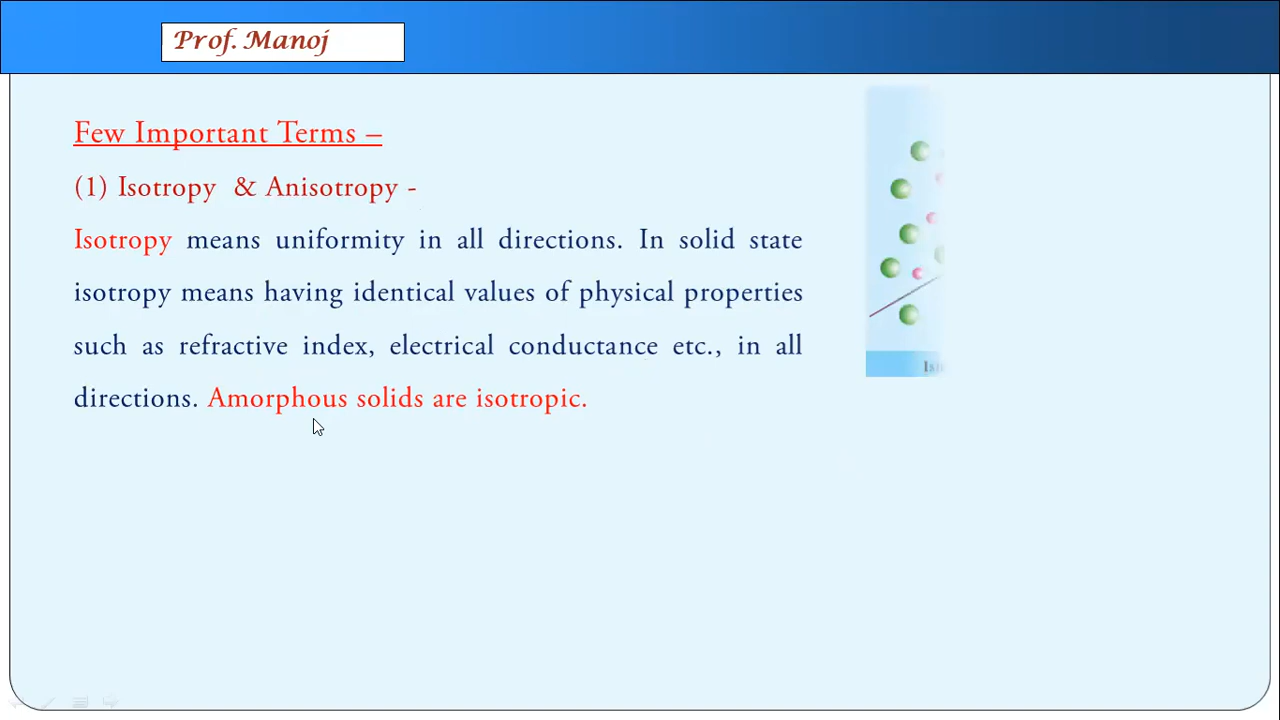 Prof. Manoj
Few Important Terms –
(1) Isotropy & Anisotropy -
Isotropy means uniformity in all directions. In solid state
isotropy means having identical values of physical properties
such as refractive index, electrical conductance etc., in all
directions. Amorphous solids are isotropic.